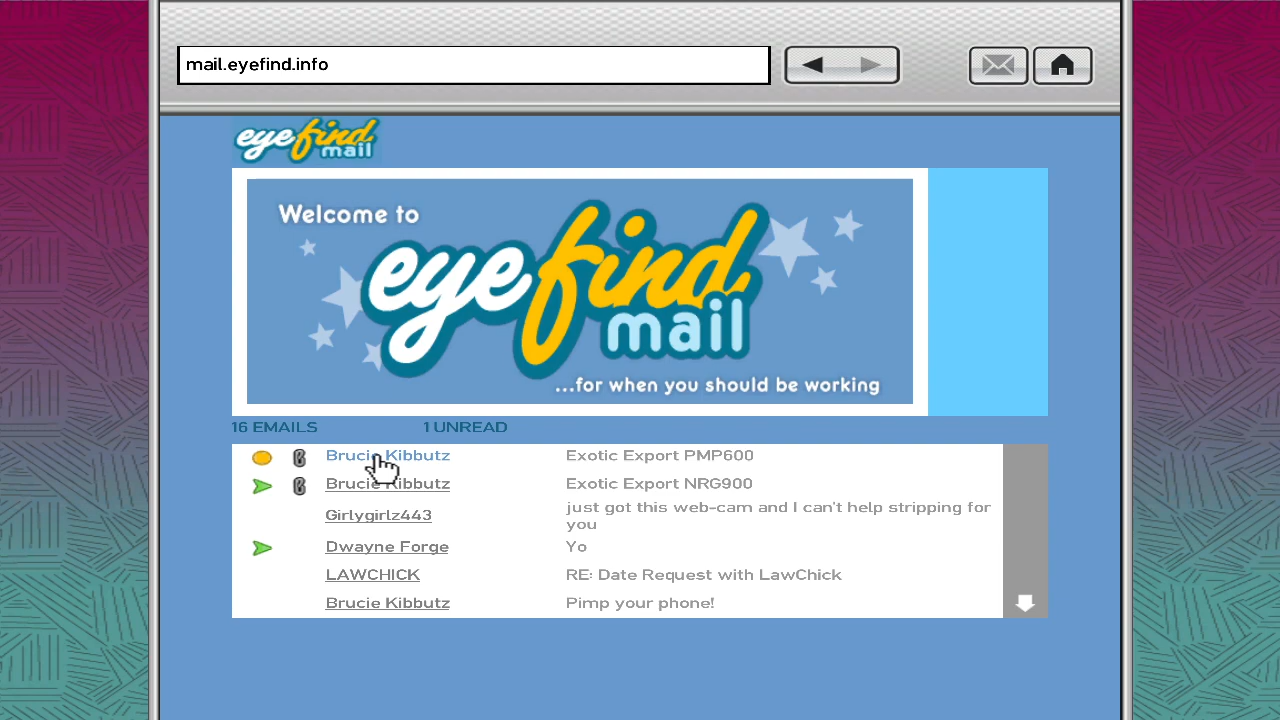 mail.eyefind.info
eyefind mail
Welcome to
eyefind mail
...for when you should be working
16 EMAILS 1 UNREAD
Brucie Kibbutz Exotic Export PMP600
Brucie Kibbutz Exotic Export NRG900
Girlygirlz443 just got this web-cam and I can't help stripping for
you
Dwayne Forge Yo
LAWCHICK RE: Date Request with LawChick
Brucie Kibbutz Pimp your phone!